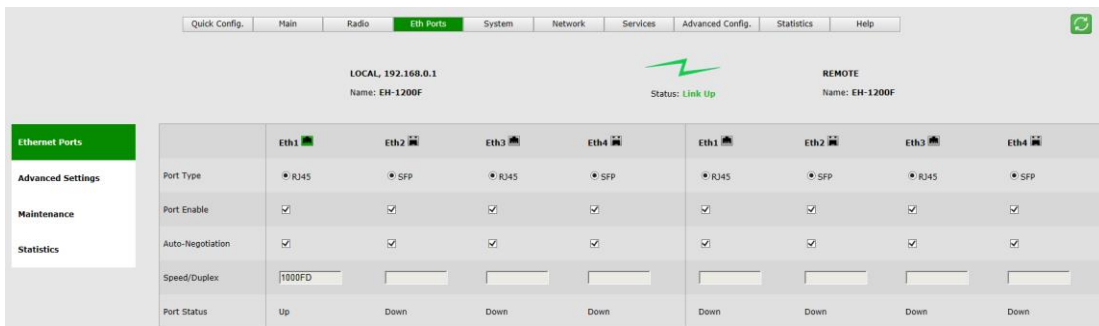 Quick Config. Main Radio Eth Ports System Network Services Advanced Config. Statistics Help
LOCAL, 192.168.0.1 REMOTE
Name: EH-1200F Status: Link Up Name: EH-1200F
Ethernet Ports Eth1 Eth2 Eth3 Eth4 Eth1 Eth2 Eth3 Eth4
Advanced Settings Port Type RJ45 SFP RJ45 SFP RJ45 SFP RJ45 SFP
Maintenance Port Enable
Statistics Auto-Negotiation
Speed/Duplex 1000FD
Port Status Up Down Down Down Down Down Down Down